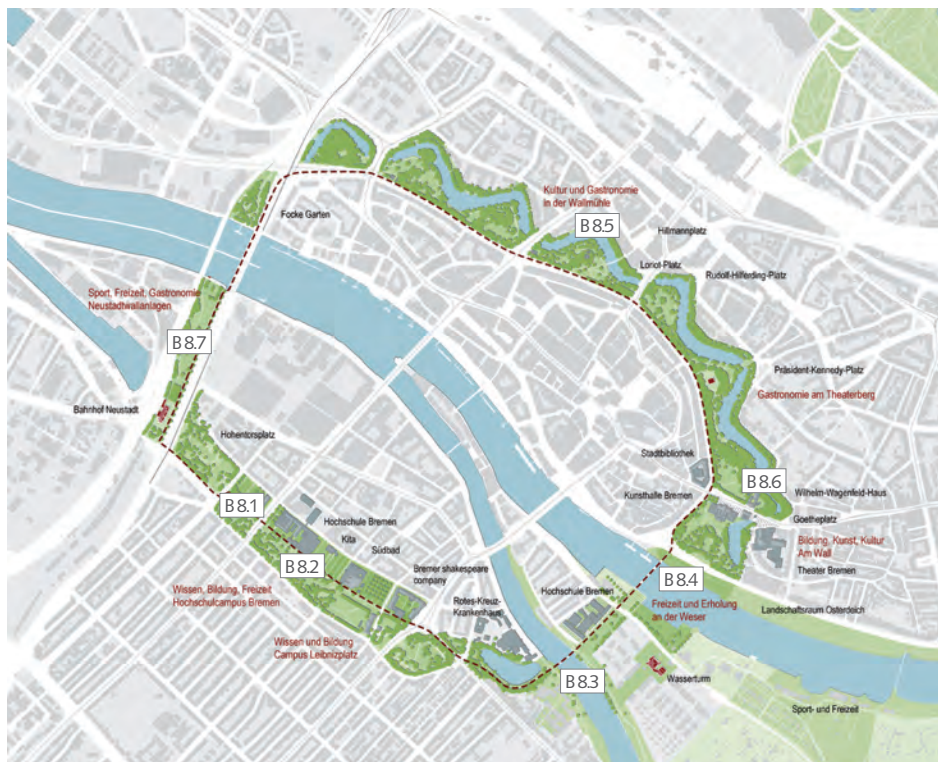 Kultur und Gastronomie
in der Wallmühle
Focke Garten
B 8.5
Hillmannplatz
Loriot-Platz
Rudolf-Hilferding-Platz
Sport, Freizeit, Gastronomie
Neustadtwallanlagen
B 8.7
Präsident-Kennedy-Platz
Gastronomie am Theaterberg
Bahnhof Neustadt
Hohentorsplatz
Stadtbibliothek
B 8.6
Kunsthalle Bremen
Wilhelm-Wagenfeld-Haus
B 8.1
Goetheplatz
Hochschule Bremen
Kita
Südbad
Bildung, Kunst, Kultur
Am Wall
B 8.2
Bremer shakespeare
company
Theater Bremen
B 8.4
Wissen, Bildung, Freizeit
Hochschulcampus Bremen
Hochschule Bremen
Rotes-Kreuz-
Krankenhaus
Freizeit und Erholung
an der Weser
Landschaftsraum Osterdeich
Wissen und Bildung
Campus Leibnizplatz
B 8.3
Wasserturm
Sport- und Freizeit